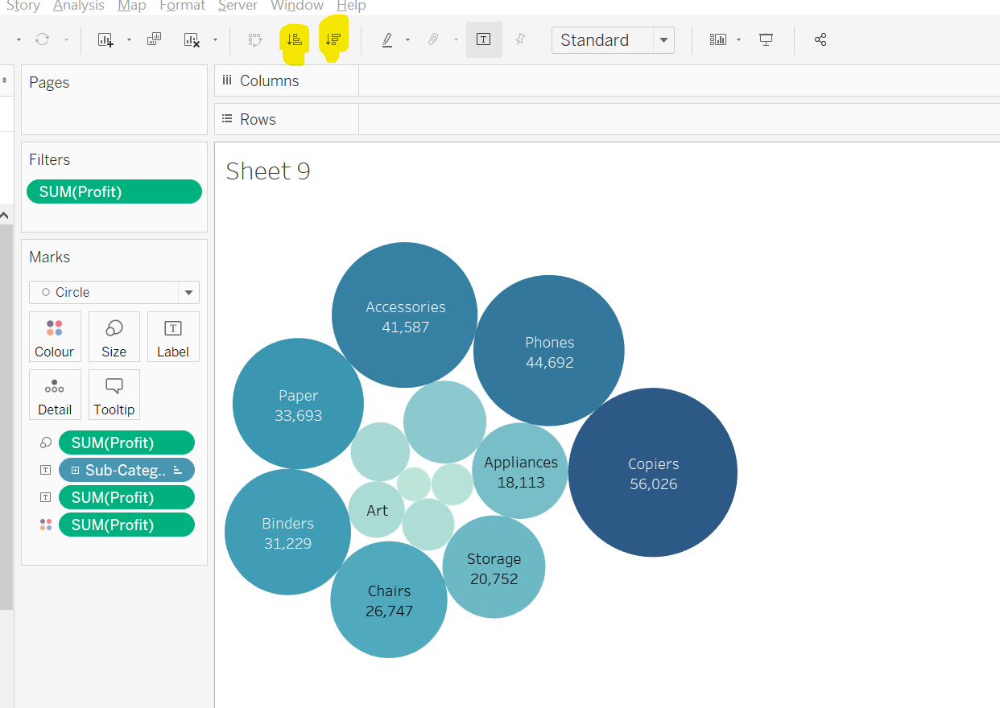 Story Analysis Map Format Server Window Help
Standard
Pages
Columns
Rows
Filters
SUM(Profit)
Sheet 9
Marks
Circle
Colour Size Label
Detail Tooltip
SUM(Profit)
Sub-Categ..
SUM(Profit)
SUM(Profit)
Accessories
41,587
Phones
44,692
Paper
33,693
Appliances
18,113
Copiers
56,026
Art
Binders
31,229
Storage
20,752
Chairs
26,747